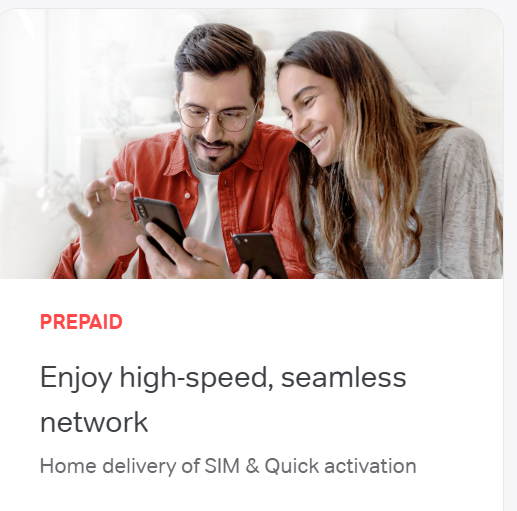 PREPAID
Enjoy high-speed, seamless
network
Home delivery of SIM & Quick activation